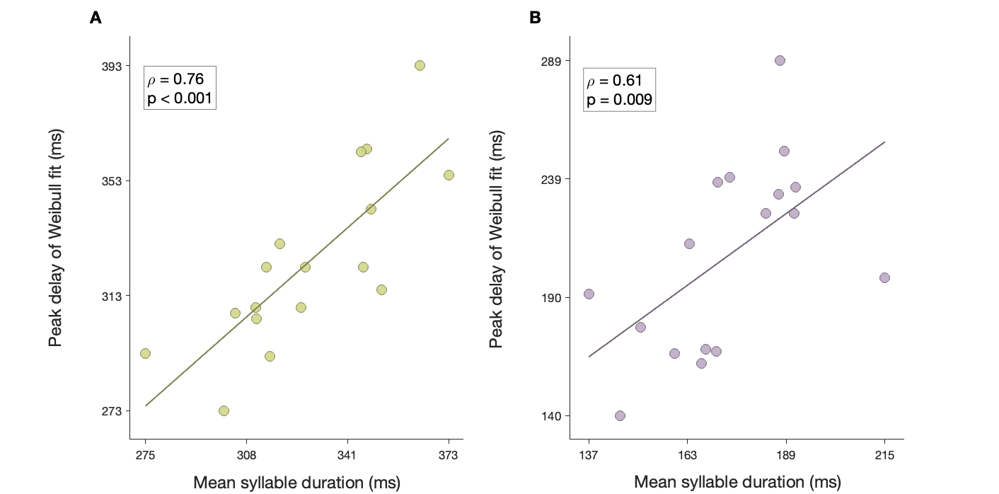 A
ρ = 0.76
p < 0.001
393
353
313
273
275
308
341
373
Peak delay of Weibull fit (ms)
Mean syllable duration (ms)
B
ρ = 0.61
p = 0.009
289
239
190
140
137
163
189
215
Peak delay of Weibull fit (ms)
Mean syllable duration (ms)